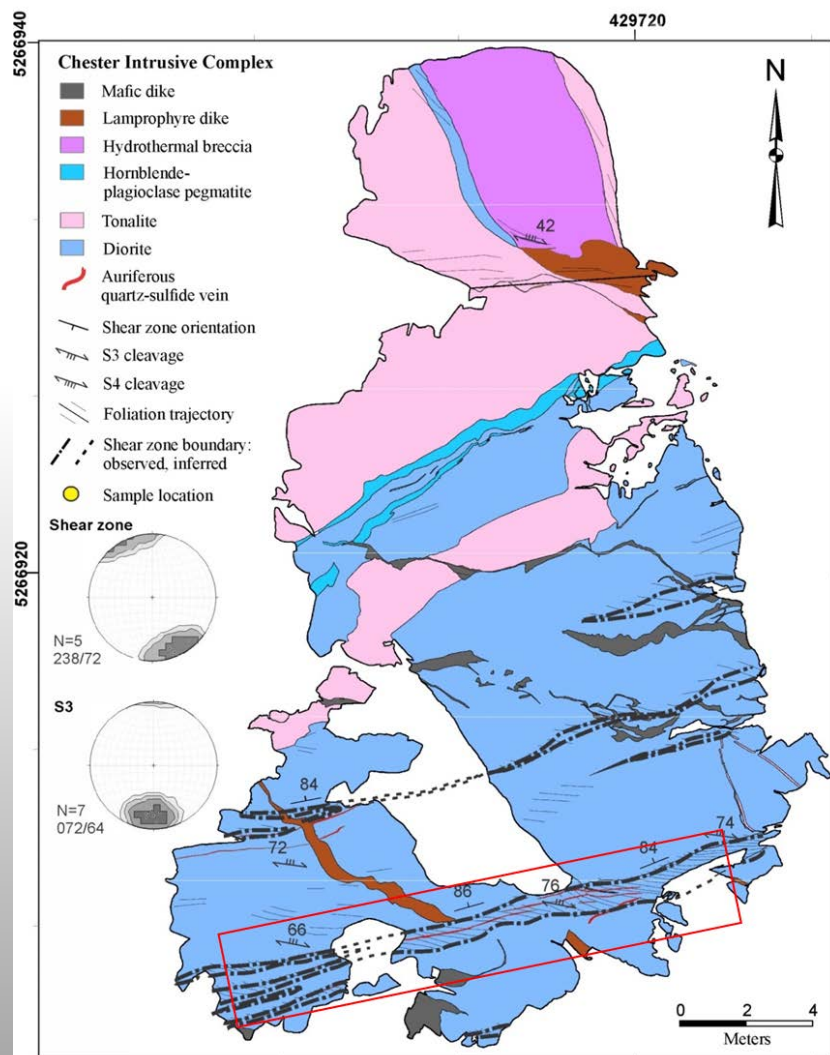 429720
5266940
Chester Intrusive Complex
Mafic dike
Lamprophyre dike
Hydrothermal breccia
Hornblende-
plagioclase pegmatite
Tonalite
Diorite
Auriferous
quartz-sulfide vein
Shear zone orientation
S3 cleavage
S4 cleavage
Foliation trajectory
Shear zone boundary:
observed, inferred
Sample location
N
42
Shear zone
5266920
N=5
238/72
S3
N=7
072/64
84
72
74
84
76
86
66
0 2 4
Meters